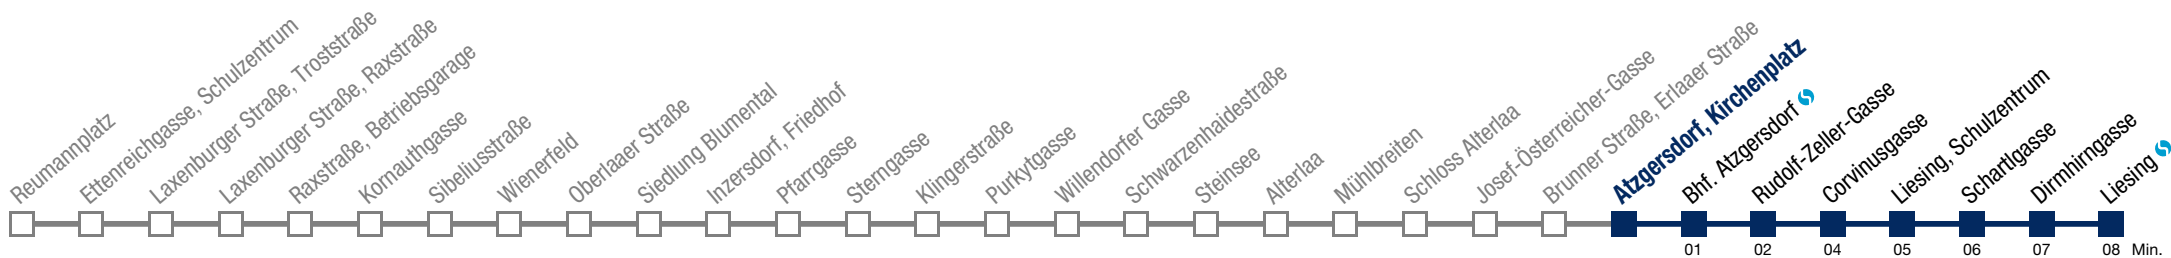 Reumannplatz
Ettenreichgasse, Schulzentrum
Laxenburger Straße, Troststraße
Laxenburger Straße, Raxstraße
Raxstraße, Betriebsgarage
Kornauthgasse
Sibeliusstraße
Wienerfeld
Oberlaaer Straße
Siedlung Blumental
Inzersdorf, Friedhof
Pfarrgasse
Sterngasse
Klingerstraße
Purkytgasse
Willendorfer Gasse
Schwarzenhaidestraße
Steinsee
Alterlaa
Mühlbreiten
Schloss Alterlaa
Josef-Österreicher-Gasse
Brunner Straße, Erlaaer Straße
Atzgersdorf, Kirchenplatz
Bhf. Atzgersdorf
Rudolf-Zeller-Gasse
Corvinusgasse
Liesing, Schulzentrum
Schartlgasse
Dirmhirngasse
Liesing
01 02 04 05 06 07 08 Min.